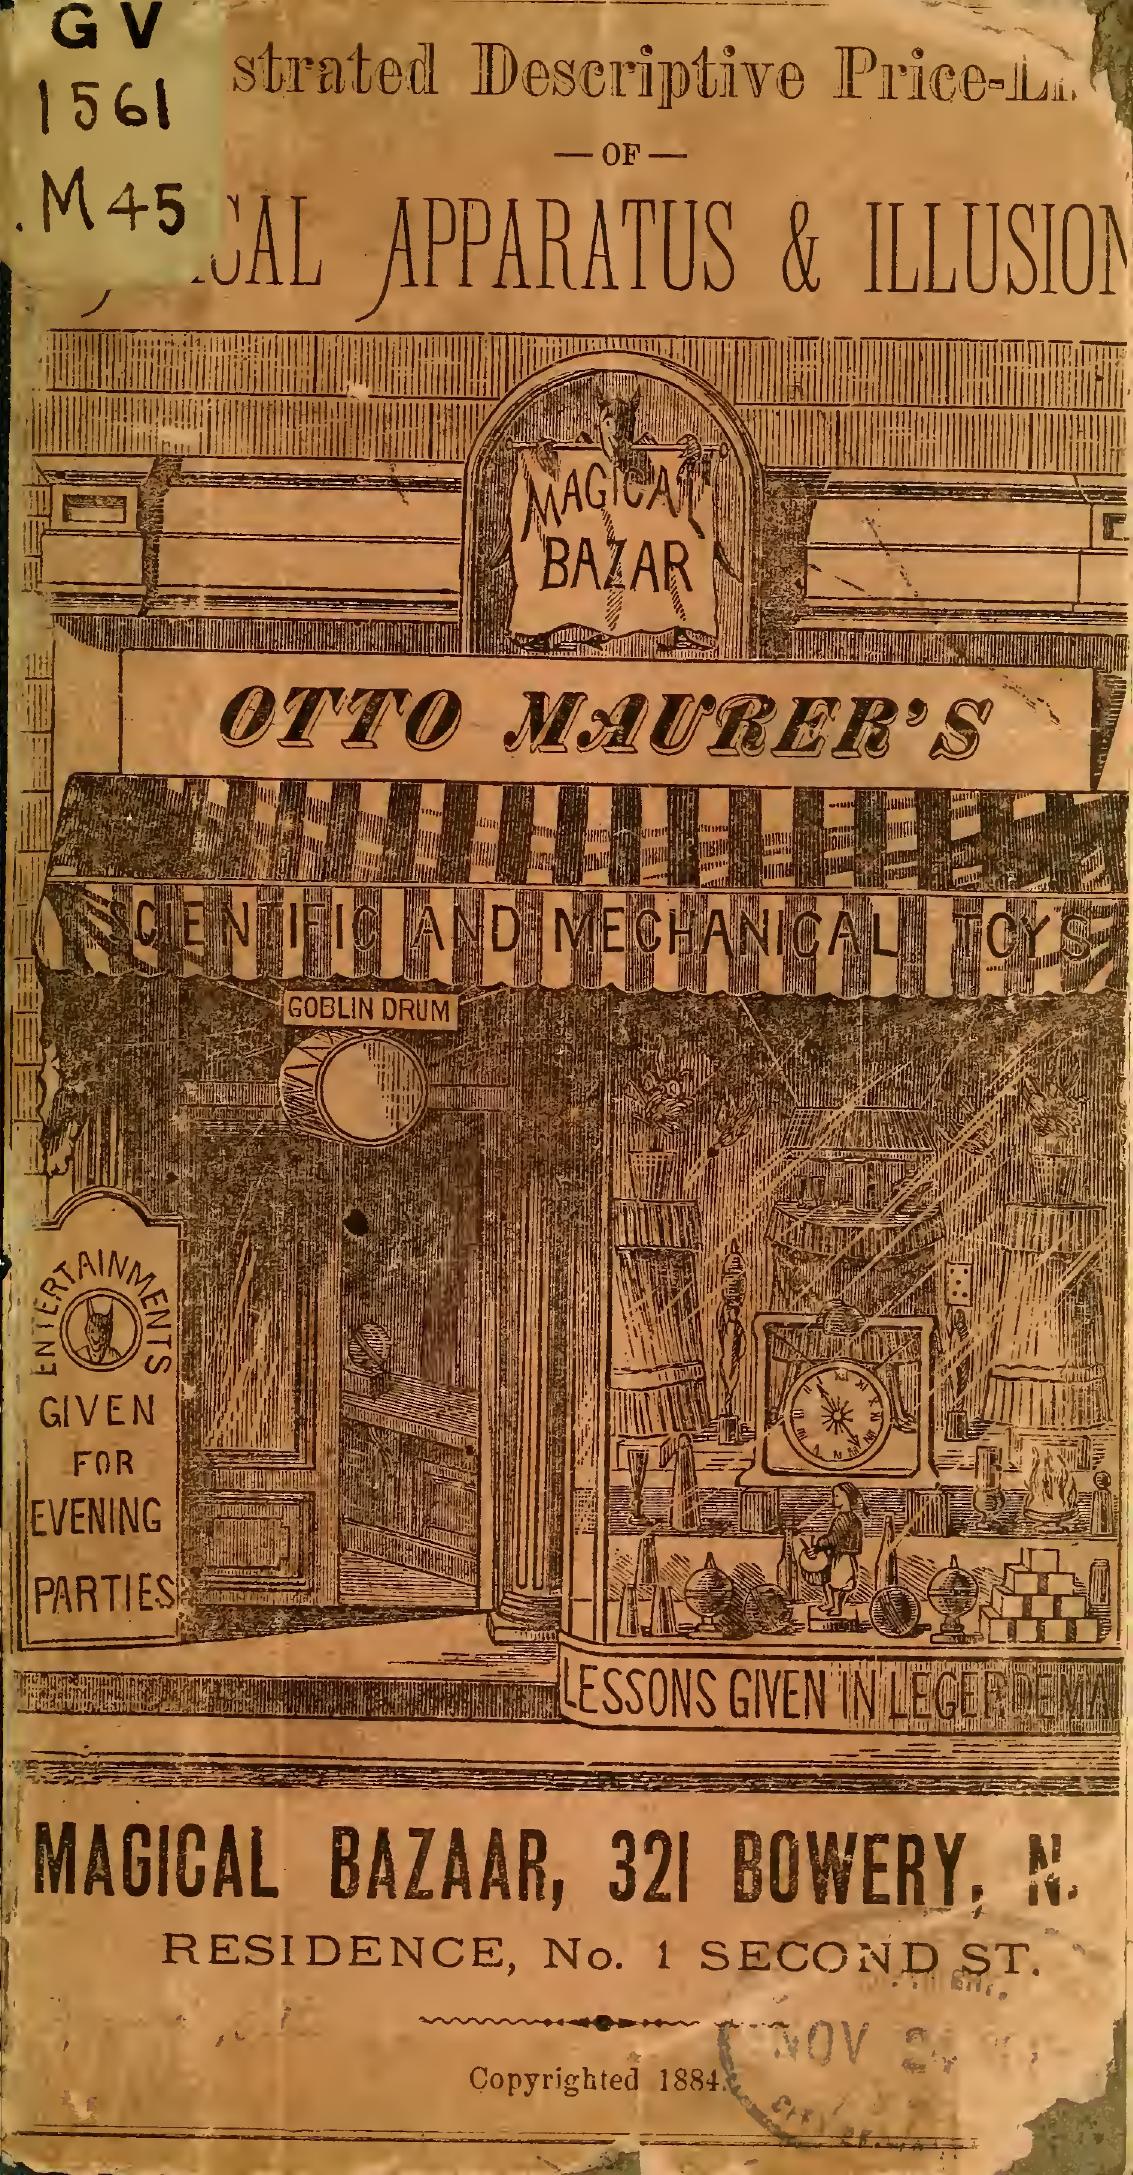 GV
1561
.M45
strated Descriptive Price-Li
— OF —
CAL APPARATUS & ILLUSION
MAGICAL
BAZAR
OTTO MAURER'S
SCIENTIFIC AND MECHANICAL TOYS
GOBLIN DRUM
ENTERTAINMENTS
GIVEN
FOR
EVENING
PARTIES
LESSONS GIVEN IN LEGERDEMA
MAGICAL BAZAAR, 321 BOWERY, N.
RESIDENCE, No. 1 SECOND ST.
Copyrighted 1884.
NOV